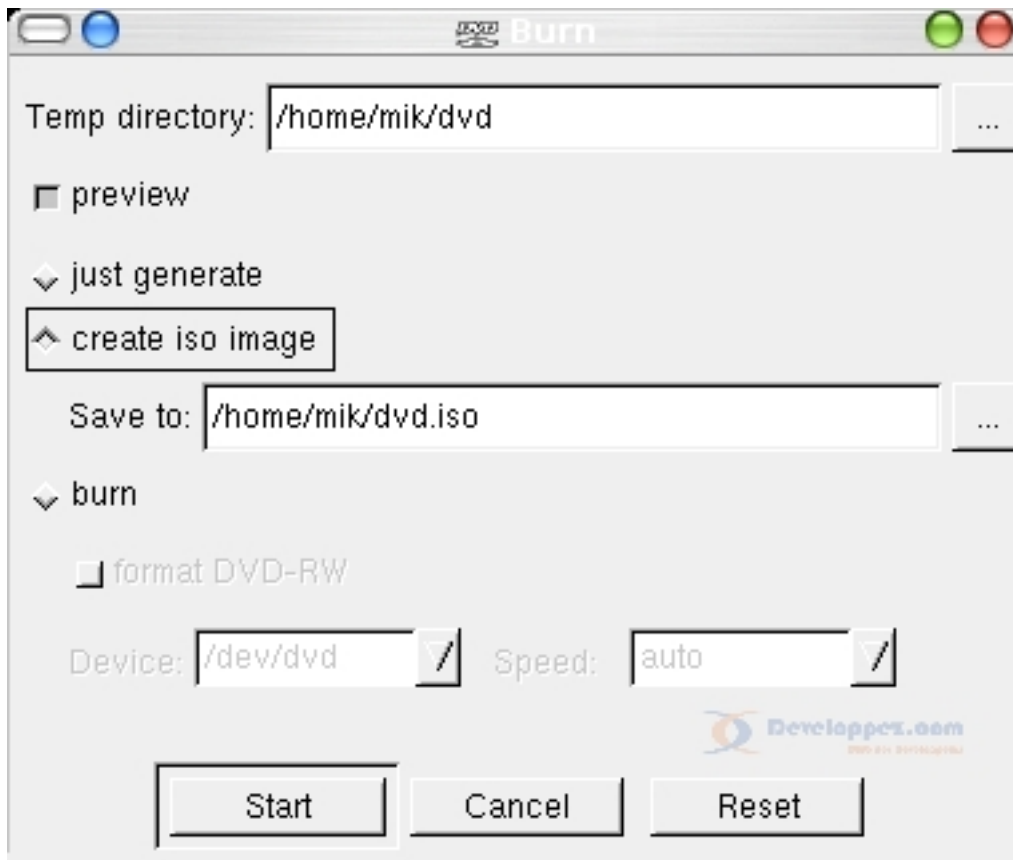 Burn
Temp directory: /home/mik/dvd ...
preview
just generate
create iso image
Save to: /home/mik/dvd.iso ...
burn
format DVD-RW
Device: /dev/dvd Speed: auto
Developpez.com
Start Cancel Reset